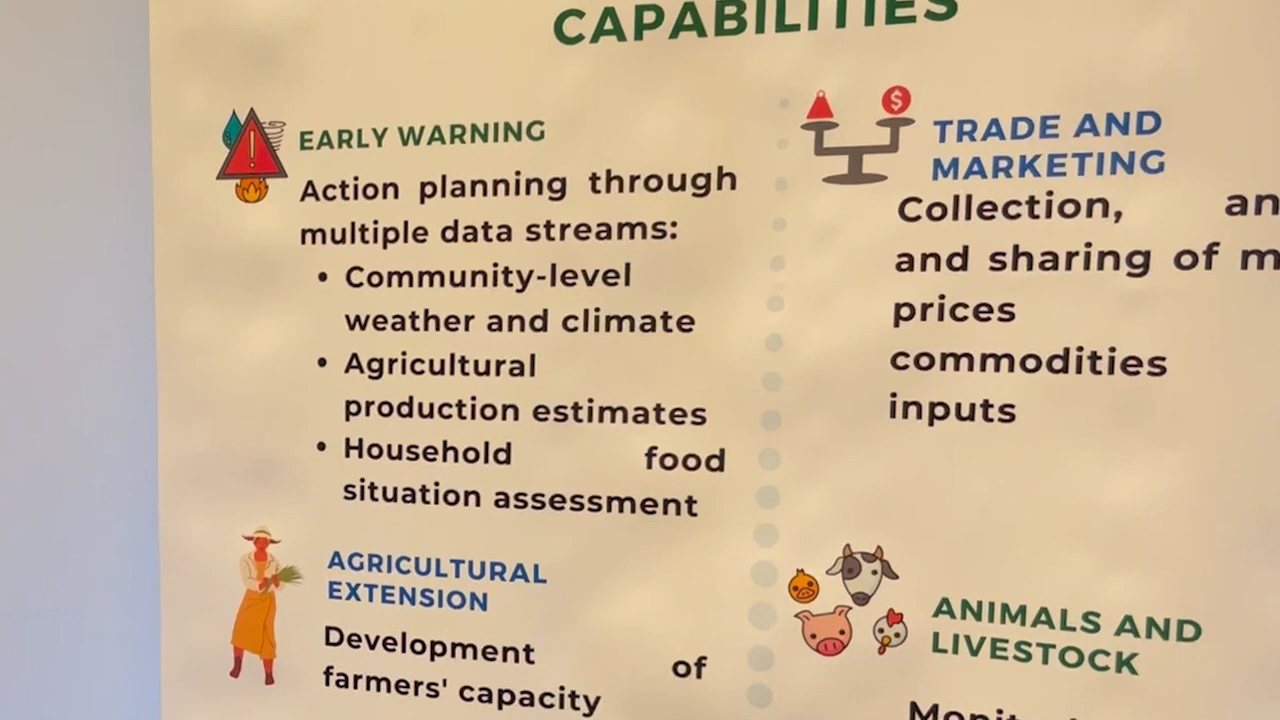 CAPABILITIES
EARLY WARNING
Action planning through
multiple data streams:
• Community-level
weather and climate
• Agricultural
production estimates
• Household food
situation assessment
AGRICULTURAL
EXTENSION
Development of
farmers' capacity
TRADE AND
MARKETING
Collection,
and sharing of
prices
commodities
inputs
ANIMALS AND
LIVESTOCK